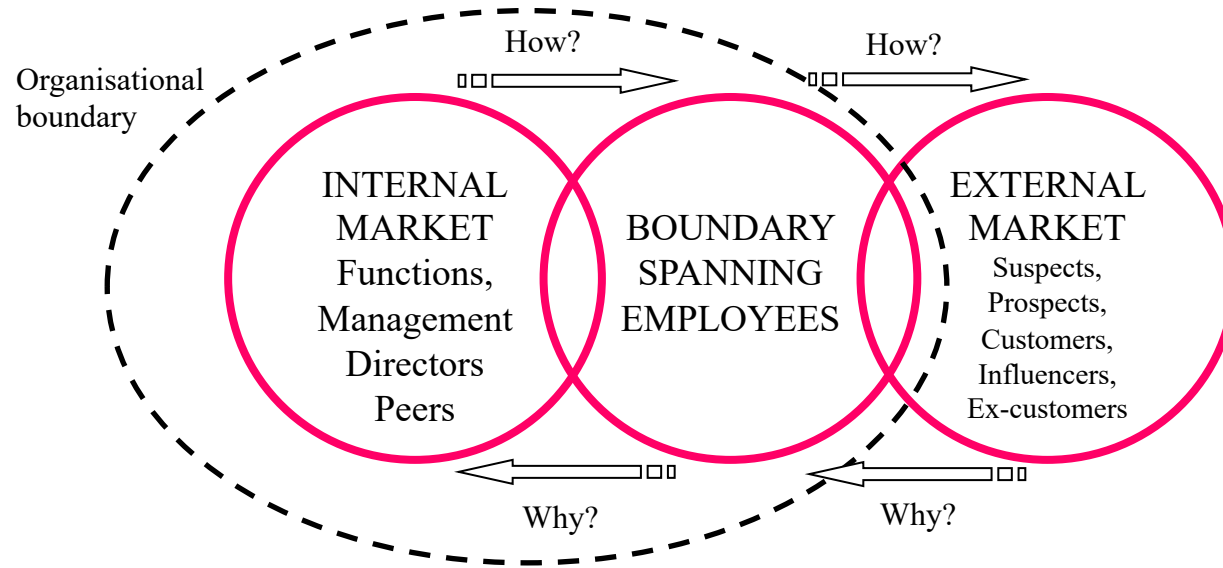 How?
How?
Organisational
boundary
INTERNAL
MARKET
Functions,
Management
Directors
Peers
BOUNDARY
SPANNING
EMPLOYEES
EXTERNAL
MARKET
Suspects,
Prospects,
Customers,
Influencers,
Ex-customers
Why?
Why?